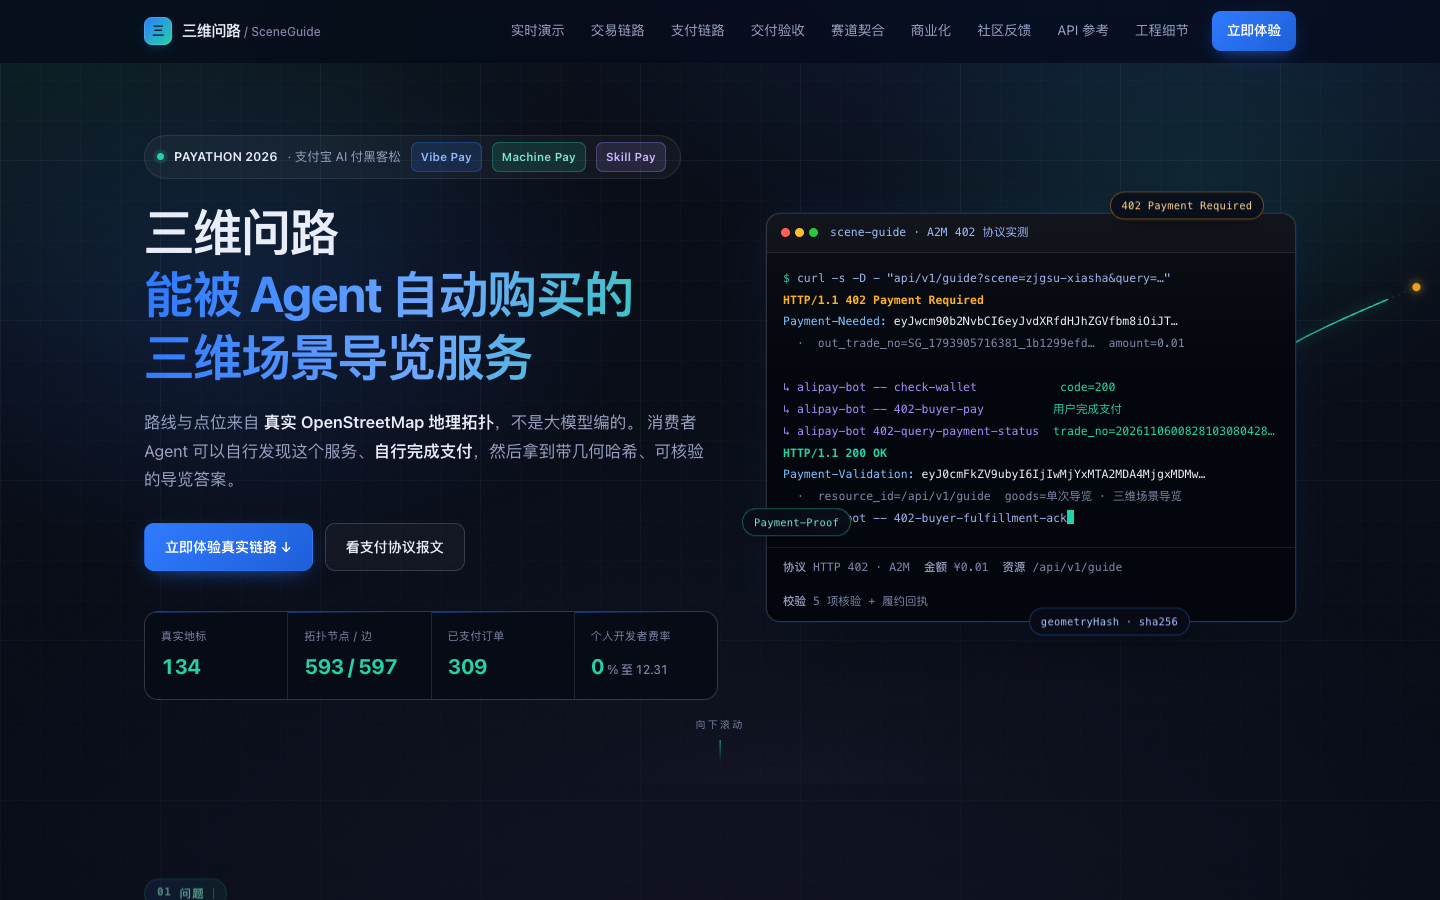 三 三维问路 / SceneGuide
实时演示 交易链路 支付链路 交付验收 赛道契合 商业化 社区反馈 API 参考 工程细节 立即体验
PAYATHON 2026 · 支付宝 AI 付黑客松 Vibe Pay Machine Pay Skill Pay
三维问路
能被 Agent 自动购买的
三维场景导览服务
路线与点位来自 真实 OpenStreetMap 地理拓扑，不是大模型编的。 消费者
Agent 可以自行发现这个服务、自行完成支付，然后拿到带几何哈希、可核验
的导览答案。
立即体验真实链路 ↓ 看支付协议报文
真实地标 拓扑节点 / 边 已支付订单 个人开发者费率
134 593 / 597 309 0 % 至 12.31
402 Payment Required
scene-guide · A2M 402 协议实测
$ curl -s -D - "api/v1/guide?scene=zjgsu-xiasha&query=…"
HTTP/1.1 402 Payment Required
Payment-Needed: eyJwcm90b2NvbCI6eyJvdXRfdHJhZGVfbm8iOiJT…
· out_trade_no=SG_1793905716381_1b1299efd… amount=0.01
↳ alipay-bot -- check-wallet code=200
↳ alipay-bot -- 402-buyer-pay 用户完成支付
↳ alipay-bot 402-query-payment-status trade_no=2026110600828103080428…
HTTP/1.1 200 OK
Payment-Validation: eyJ0cmFkZV9ubyI6IjIwMjYxMTA2MDA4MjgxMDMw…
· resource_id=/api/v1/guide goods=单次导览 · 三维场景导览
Payment-Proof
ot -- 402-buyer-fulfillment-ack
协议 HTTP 402 · A2M 金额 ¥0.01 资源 /api/v1/guide
校验 5 项核验 + 履约回执
geometryHash · sha256
向下滚动
01 问题